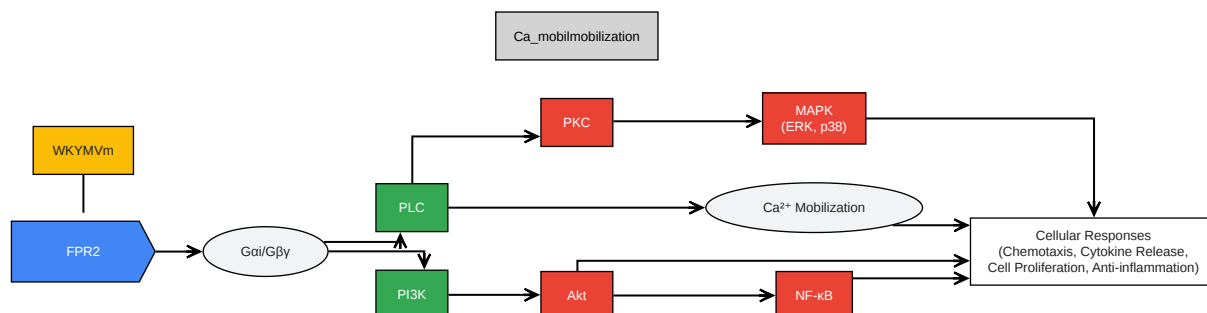 Ca_mobilmobilization
PKC
MAPK
(ERK, p38)
WKYMVm
PLC
Ca²⁺ Mobilization
FPR2
Gαi/Gβγ
Cellular Responses
(Chemotaxis, Cytokine Release,
Cell Proliferation, Anti-inflammation)
PI3K
Akt
NF-κB